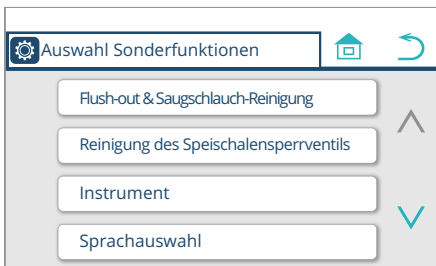 Auswahl Sonderfunktionen
Flush-out & Saugschlauch-Reinigung
Reinigung des Speischalensperrventils
Instrument
Sprachauswahl